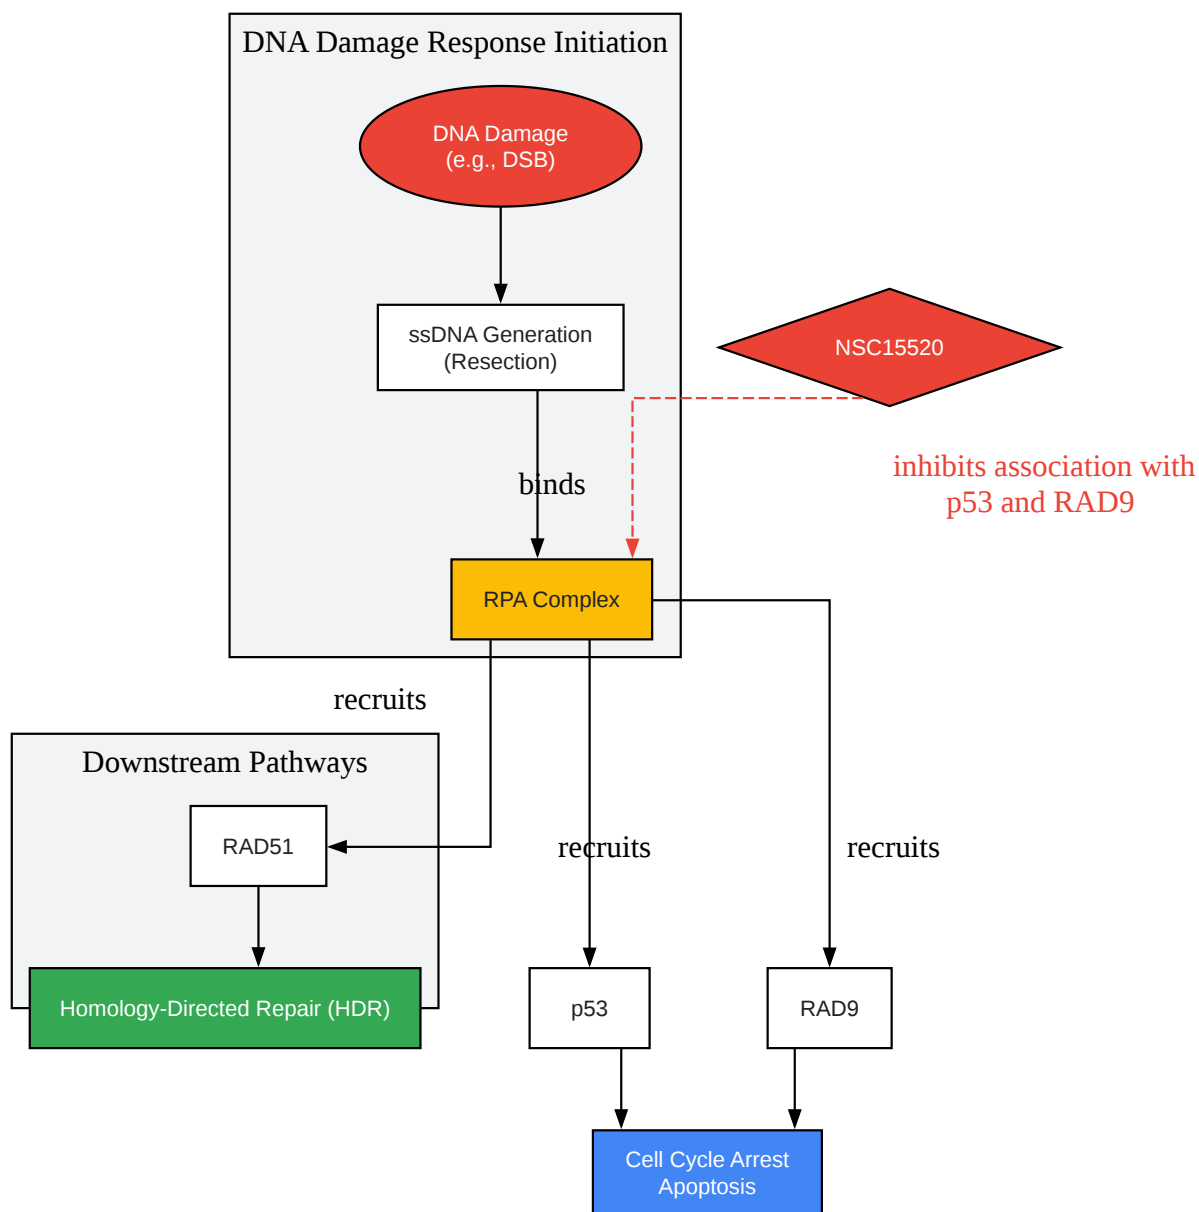 DNA Damage Response Initiation
DNA Damage
(e.g., DSB)
ssDNA Generation
(Resection)
NSC15520
inhibits association with
p53 and RAD9
binds
RPA Complex
recruits
Downstream Pathways
RAD51
recruits
recruits
Homology-Directed Repair (HDR)
p53
RAD9
Cell Cycle Arrest
Apoptosis